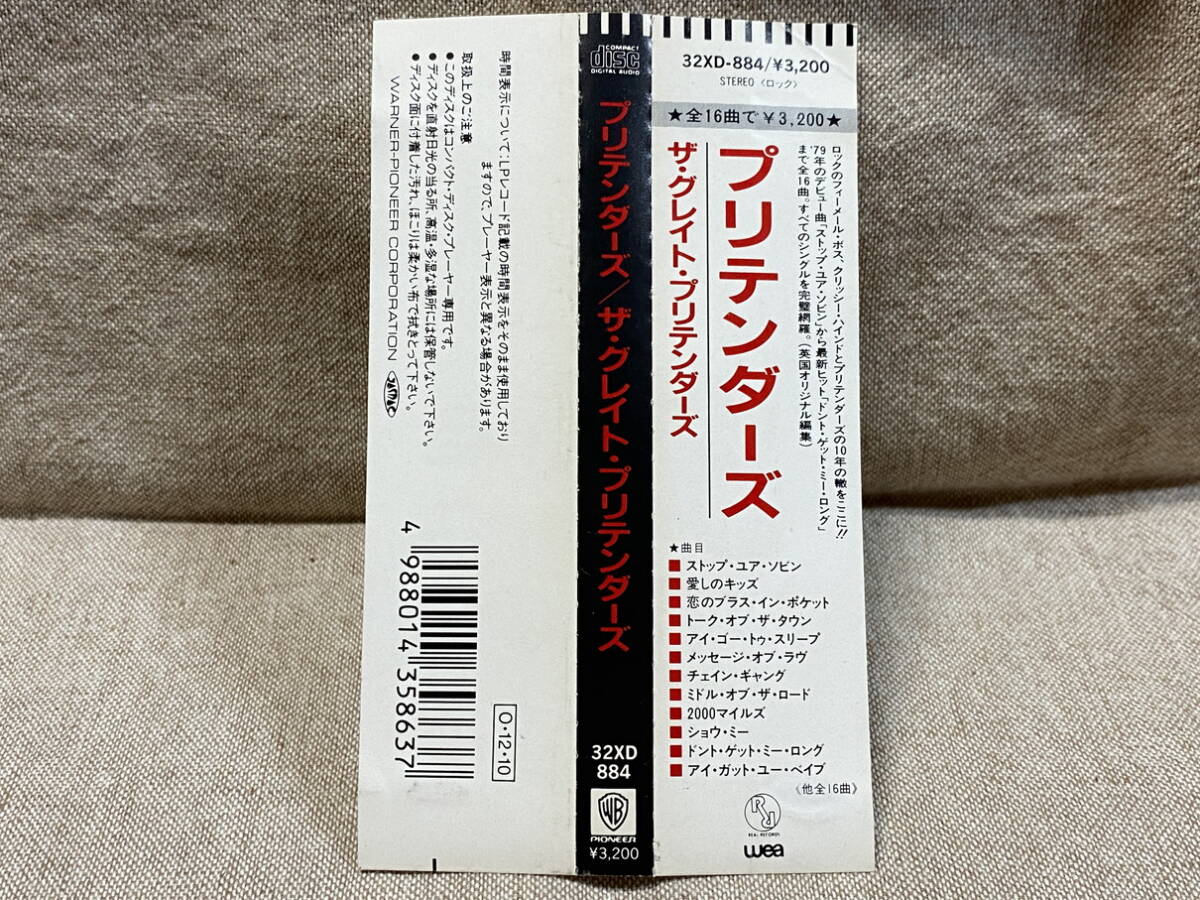 32XD-884/¥3,200
STEREO〈ロック〉
★全16曲で¥3,200★
ロックのフィーメール・ボス、クリッシー・ハインドとプリテンダーズの10年の轍をここに!!
'79年のデビュー曲「ストップ・ユア・ソビン」から最新ヒット「ドント・ゲット・ミー・ロング」
まで全16曲。すべてのシングルを完璧網羅。(英国オリジナル編集)
プリテンダーズ
ザ・グレイト・プリテンダーズ
★曲目
■ストップ・ユア・ソビン
■愛しのキッズ
■恋のブラス・イン・ポケット
■トーク・オブ・ザ・タウン
■アイ・ゴー・トゥ・スリープ
■メッセージ・オブ・ラヴ
■チェイン・ギャング
■ミドル・オブ・ザ・ロード
■2000マイルズ
■ショウ・ミー
■ドント・ゲット・ミー・ロング
■アイ・ガット・ユー・ベイブ
《他全16曲》
REAL RECORDS
wea
COMPACT
disc
DIGITAL AUDIO
プリテンダーズ/ザ・グレイト・プリテンダーズ
32XD
884
WB
PIONEER
¥3,200
時間表示について:LPレコード記載の時間表示をそのまま使用しており
ますので、プレーヤー表示と異なる場合があります。
取扱上のご注意
●このディスクはコンパクト・ディスク・プレーヤー専用です。
●ディスクを直射日光の当る所、高温・多湿な場所には保管しないで下さい。
●ディスク面に付着した汚れ、ほこりは柔かい布で拭きとって下さい。
WARNER-PIONEER CORPORATION
JASRAC
4 988014 358637
O・12・10